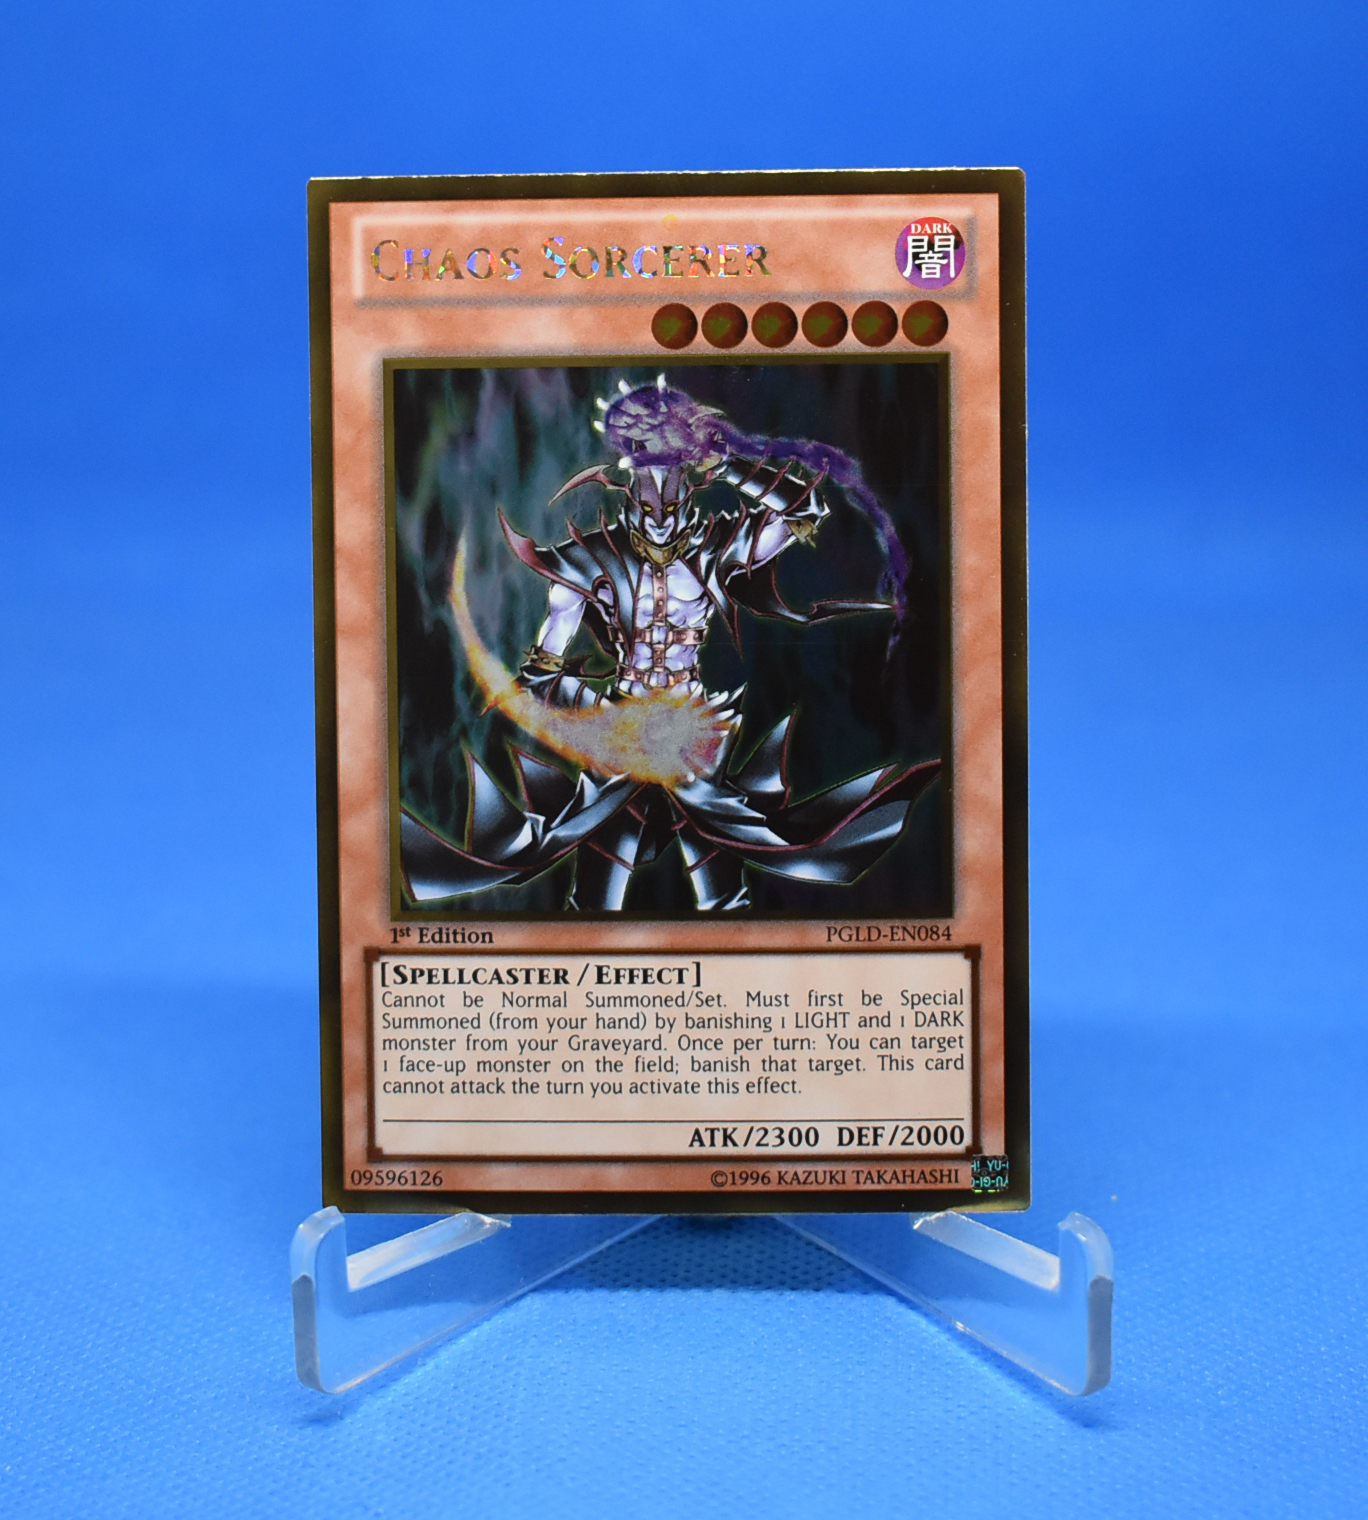 Chaos Sorcerer
DARK
闇
1st Edition
PGLD-EN084
[Spellcaster / Effect]
Cannot be Normal Summoned/Set. Must first be Special
Summoned (from your hand) by banishing 1 LIGHT and 1 DARK
monster from your Graveyard. Once per turn: You can target
1 face-up monster on the field; banish that target. This card
cannot attack the turn you activate this effect.
ATK/2300 DEF/2000
09596126
©1996 KAZUKI TAKAHASHI